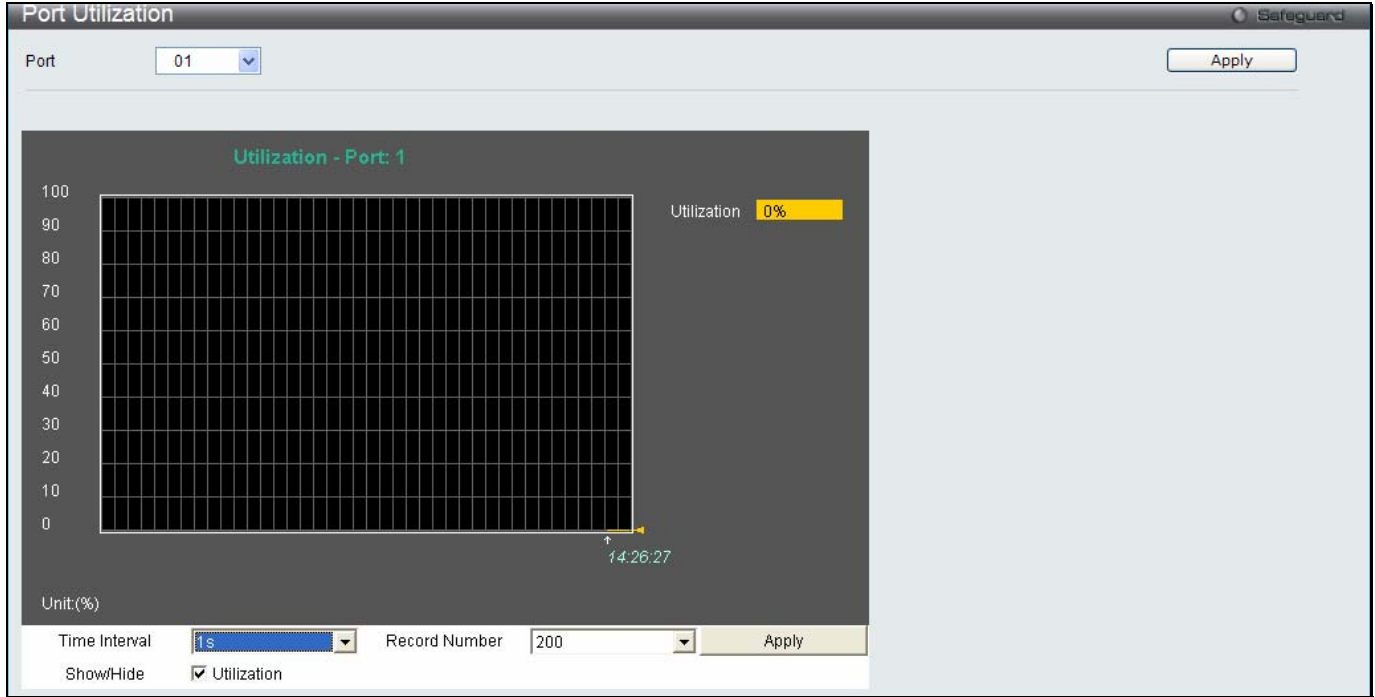 Port Utilization
Safeguard
Port 01 Apply
Utilization - Port: 1
100
90
80
70
60
50
40
30
20
10
0
Utilization 0%
14:26:27
Unit:(%)
Time Interval 1s Record Number 200 Apply
Show/Hide Utilization